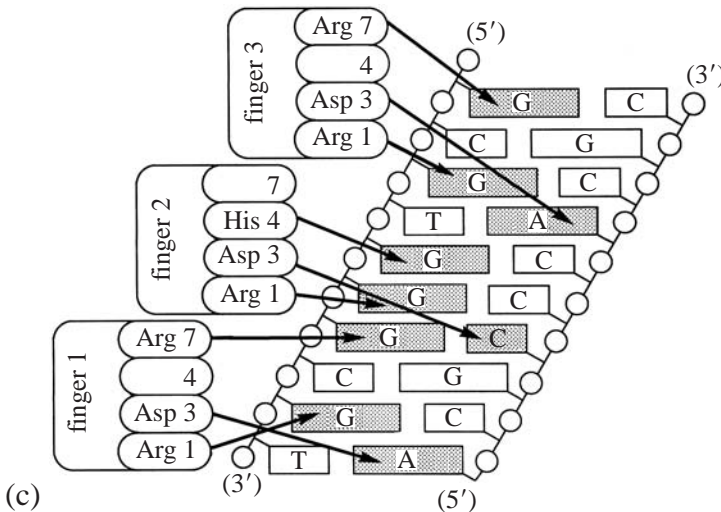 finger 3
Arg 7
4
Asp 3
Arg 1
finger 2
7
His 4
Asp 3
Arg 1
finger 1
Arg 7
4
Asp 3
Arg 1
(5′)
(3′)
G C
C G
G C
T A
G C
G C
G C
C G
G C
T A
(3′)
(5′)
(c)